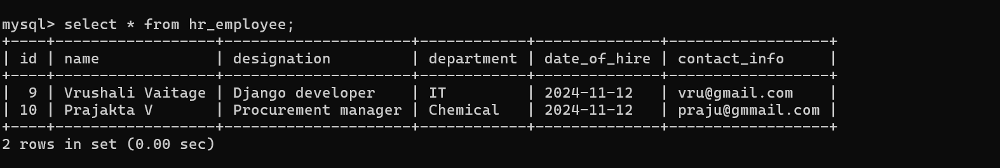 mysql> select * from hr_employee;
+----+-----------------+--------------------+------------+--------------+------------------+
| id | name            | designation         | department | date_of_hire | contact_info     |
+----+-----------------+--------------------+------------+--------------+------------------+
|  9 | Vrushali Vaitage | Django developer    | IT         | 2024-11-12   | vru@gmail.com    |
| 10 | Prajakta V       | Procurement manager | Chemical   | 2024-11-12   | praju@gmmail.com |
+----+-----------------+--------------------+------------+--------------+------------------+
2 rows in set (0.00 sec)